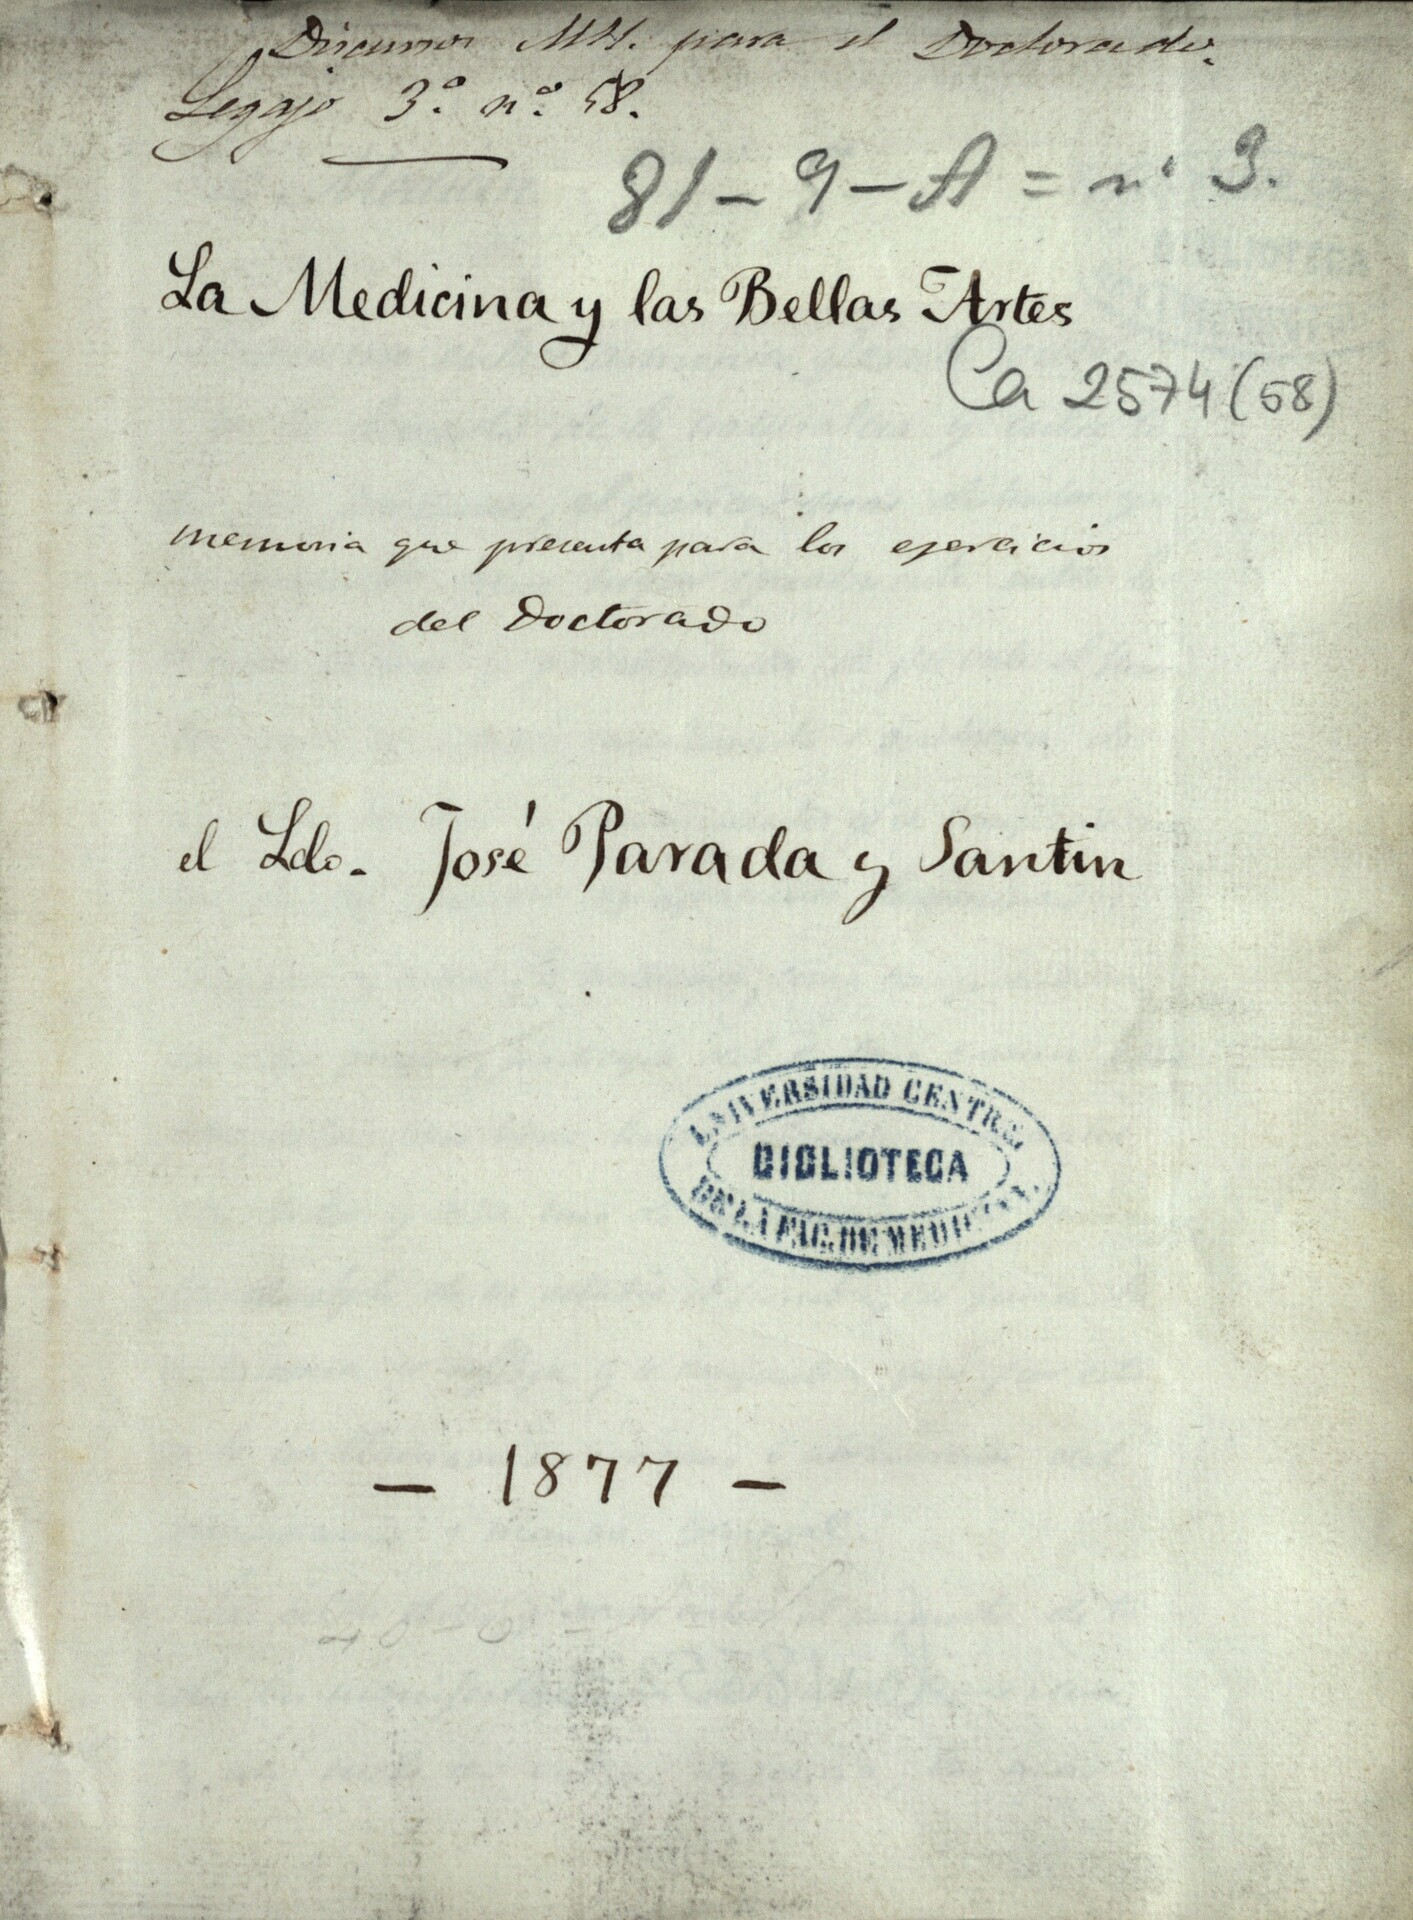 Discursos MSS. para el Doctorado.
Legajo 3.º n.º 58.
81-9-A = nº 3.
La Medicina y las Bellas Artes
Ca 2574 (58)
memoria que presenta para los ejercicios
del Doctorado
el Ldo. José Parada y Santin
UNIVERSIDAD CENTRAL
BIBLIOTECA
DE LA FAC. DE MEDICINA.
- 1877 -